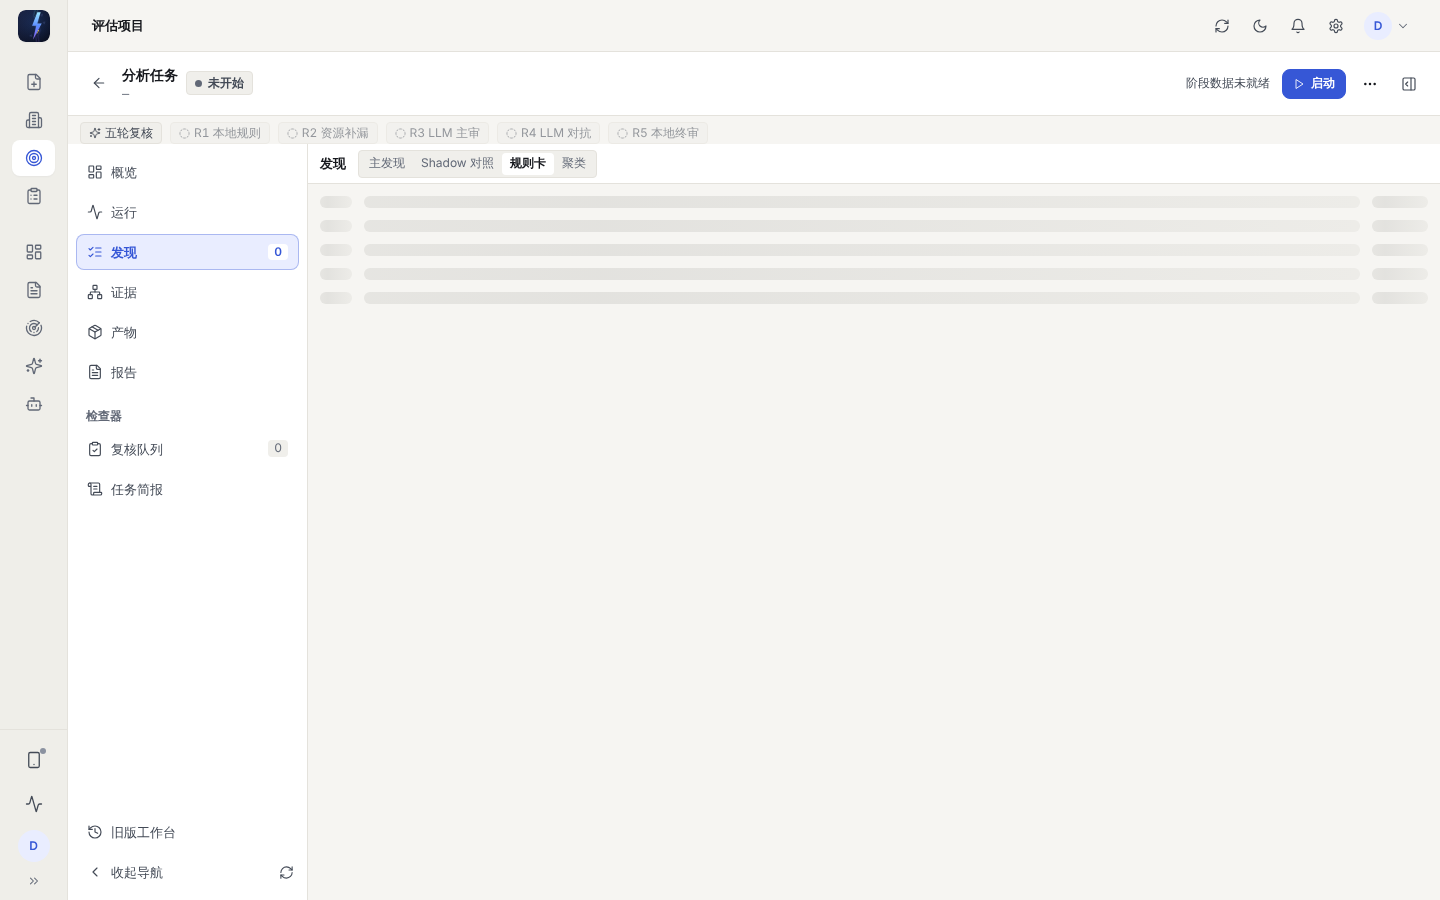 评估项目
D
分析任务
—
未开始
阶段数据未就绪
启动
五轮复核
R1 本地规则
R2 资源补漏
R3 LLM 主审
R4 LLM 对抗
R5 本地终审
概览
运行
发现 0
证据
产物
报告
检查器
复核队列 0
任务简报
旧版工作台
收起导航
发现
主发现
Shadow 对照
规则卡
聚类
D